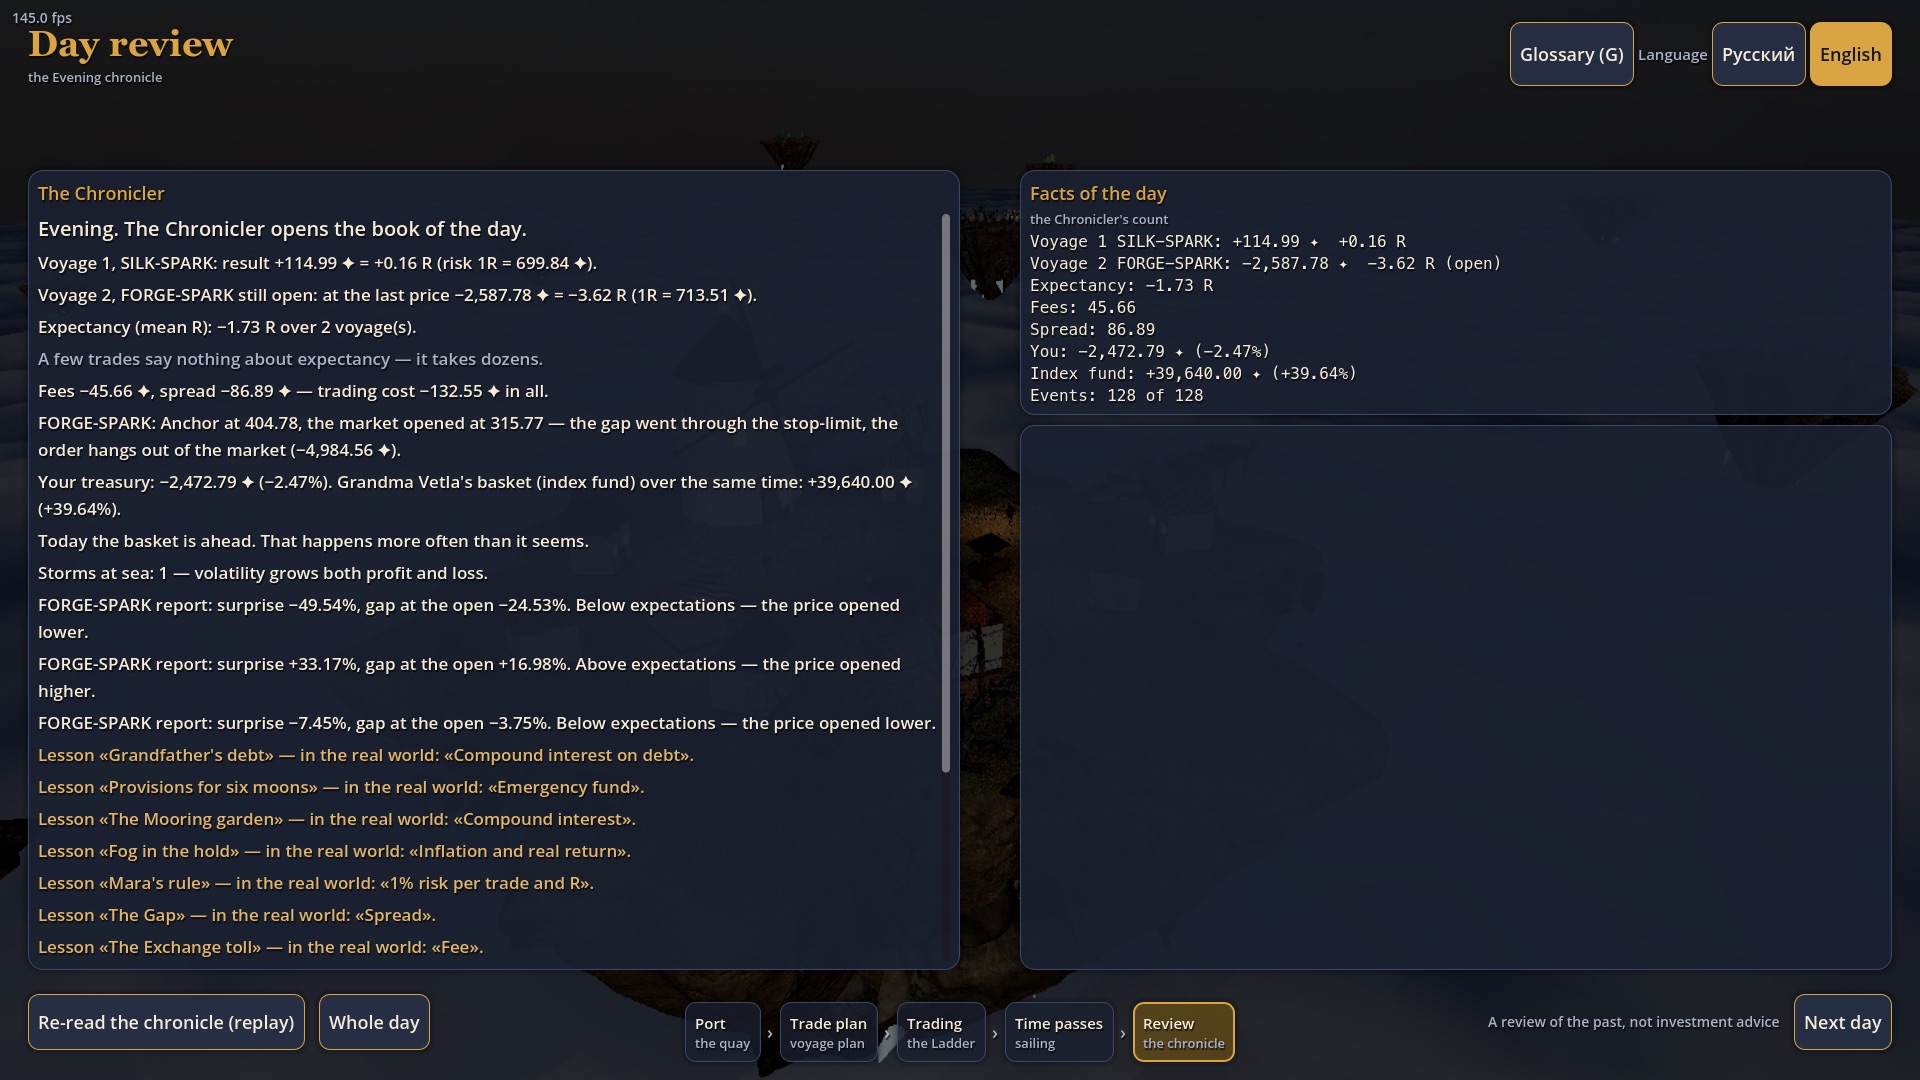 145.0 fps
Day review
the Evening chronicle
Glossary (G)
Language
Русский
English
The Chronicler
Evening. The Chronicler opens the book of the day.
Voyage 1, SILK-SPARK: result +114.99 ✦ = +0.16 R (risk 1R = 699.84 ✦).
Voyage 2, FORGE-SPARK still open: at the last price −2,587.78 ✦ = −3.62 R (1R = 713.51 ✦).
Expectancy (mean R): −1.73 R over 2 voyage(s).
A few trades say nothing about expectancy — it takes dozens.
Fees −45.66 ✦, spread −86.89 ✦ — trading cost −132.55 ✦ in all.
FORGE-SPARK: Anchor at 404.78, the market opened at 315.77 — the gap went through the stop-limit, the
order hangs out of the market (−4,984.56 ✦).
Your treasury: −2,472.79 ✦ (−2.47%). Grandma Vetla's basket (index fund) over the same time: +39,640.00 ✦
(+39.64%).
Today the basket is ahead. That happens more often than it seems.
Storms at sea: 1 — volatility grows both profit and loss.
FORGE-SPARK report: surprise −49.54%, gap at the open −24.53%. Below expectations — the price opened
lower.
FORGE-SPARK report: surprise +33.17%, gap at the open +16.98%. Above expectations — the price opened
higher.
FORGE-SPARK report: surprise −7.45%, gap at the open −3.75%. Below expectations — the price opened lower.
Lesson «Grandfather's debt» — in the real world: «Compound interest on debt».
Lesson «Provisions for six moons» — in the real world: «Emergency fund».
Lesson «The Mooring garden» — in the real world: «Compound interest».
Lesson «Fog in the hold» — in the real world: «Inflation and real return».
Lesson «Mara's rule» — in the real world: «1% risk per trade and R».
Lesson «The Gap» — in the real world: «Spread».
Lesson «The Exchange toll» — in the real world: «Fee».
Facts of the day
the Chronicler's count
Voyage 1 SILK−SPARK: +114.99 ✦  +0.16 R
Voyage 2 FORGE−SPARK: −2,587.78 ✦  −3.62 R (open)
Expectancy: −1.73 R
Fees: 45.66
Spread: 86.89
You: −2,472.79 ✦ (−2.47%)
Index fund: +39,640.00 ✦ (+39.64%)
Events: 128 of 128
Re-read the chronicle (replay)
Whole day
Port
the quay
›
Trade plan
voyage plan
›
Trading
the Ladder
›
Time passes
sailing
›
Review
the chronicle
A review of the past, not investment advice
Next day